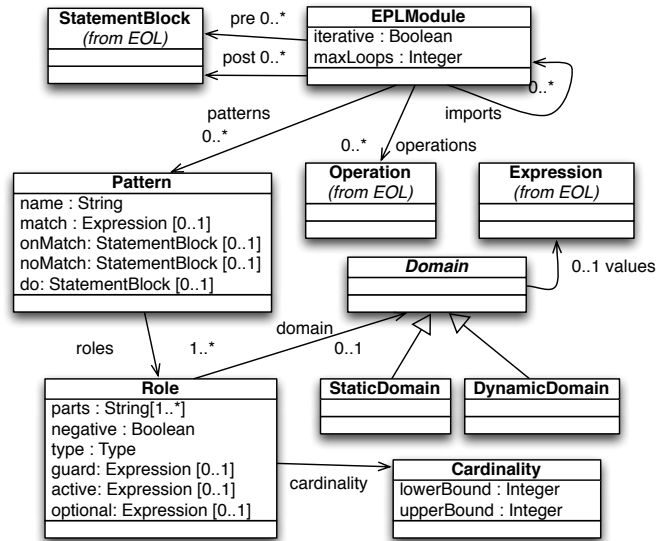 StatementBlock
(from EOL)
pre 0..*
post 0..*
EPLModule
iterative : Boolean
maxLoops : Integer
0..*
imports
patterns
0..*
0..*
operations
Pattern
name : String
match : Expression [0..1]
onMatch: StatementBlock [0..1]
noMatch: StatementBlock [0..1]
do: StatementBlock [0..1]
Operation
(from EOL)
Expression
(from EOL)
Domain
0..1 values
roles
1..*
domain
0..1
StaticDomain
DynamicDomain
Role
parts : String[1..*]
negative : Boolean
type : Type
guard: Expression [0..1]
active: Expression [0..1]
optional: Expression [0..1]
cardinality
Cardinality
lowerBound : Integer
upperBound : Integer